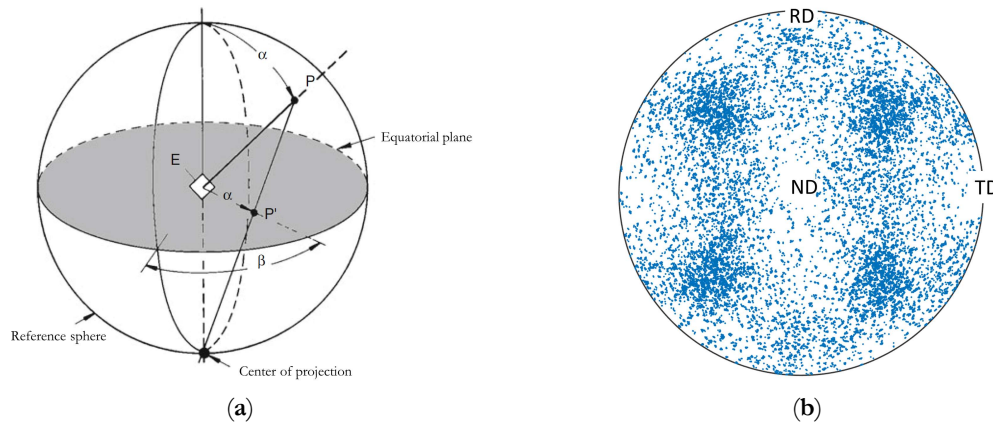 α
P
Equatorial plane
E
α
P'
β
Reference sphere
Center of projection
(a)
RD
ND
TD
(b)